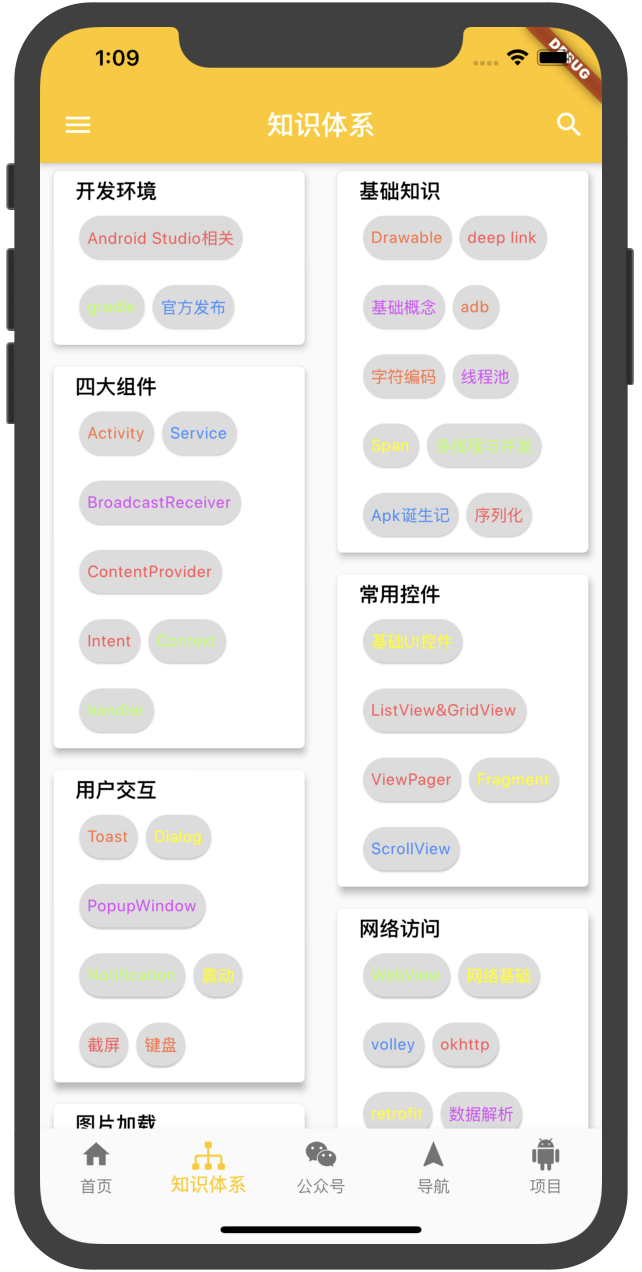 1:09
DEBUG
知识体系
开发环境
Android Studio相关
gradle 官方发布
四大组件
Activity Service
BroadcastReceiver
ContentProvider
Intent Context
handler
用户交互
Toast Dialog
PopupWindow
Notification 震动
截屏 键盘
图片加载
基础知识
Drawable deep link
基础概念 adb
字符编码 线程池
Span 多线程与并发
Apk诞生记 序列化
常用控件
基础UI控件
ListView&GridView
ViewPager Fragment
ScrollView
网络访问
WebView 网络基础
volley okhttp
retrofit 数据解析
首页 知识体系 公众号 导航 项目